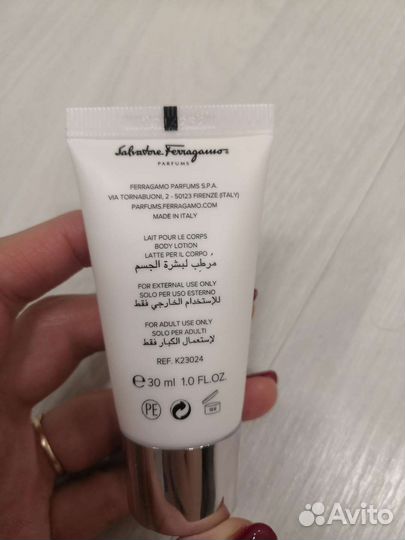 Salvatore Ferragamo
PARFUMS
FERRAGAMO PARFUMS S.P.A.
VIA TORNABUONI, 2 - 50123 FIRENZE (ITALY)
PARFUMS.FERRAGAMO.COM
MADE IN ITALY
LAIT POUR LE CORPS
BODY LOTION
LATTE PER IL CORPO
مرطب لبشرة الجسم
FOR EXTERNAL USE ONLY
SOLO PER USO ESTERNO
للإستخدام الخارجي فقط
FOR ADULT USE ONLY
SOLO PER ADULTI
لإستعمال الكبار فقط
REF. K23024
℮ 30 ml 1.0 FL.OZ.
PE
Avito